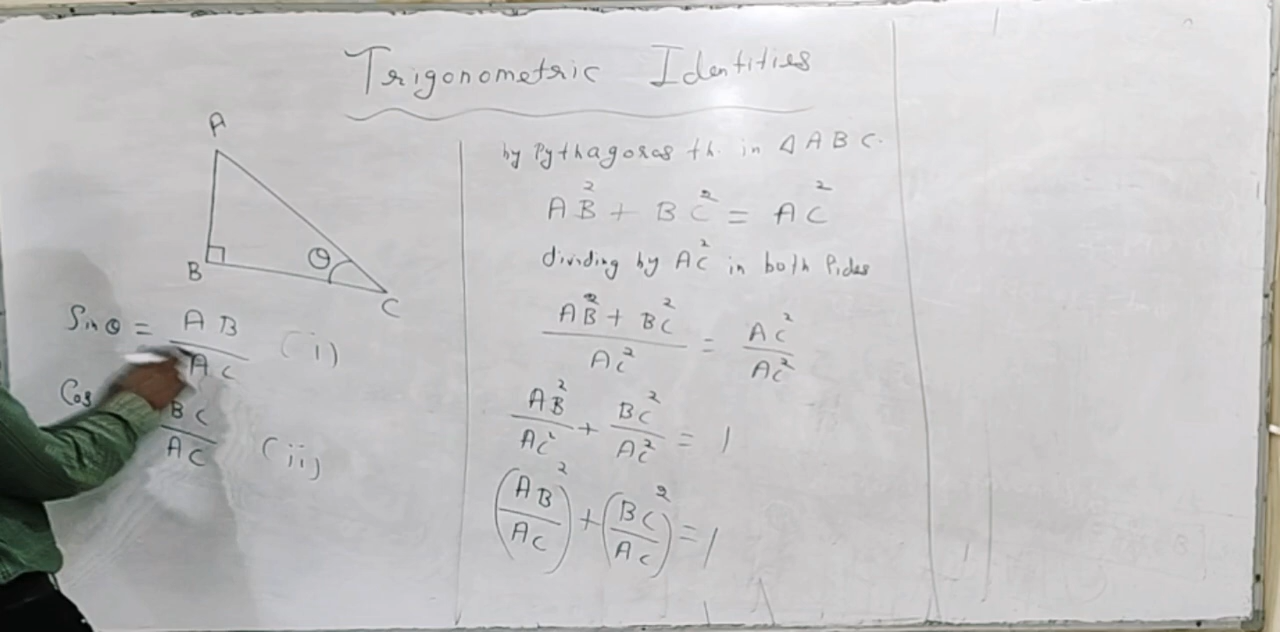 Trigonometric Identities
A
B
θ
C
Sinθ = AB/AC (i)
Cos BC/AC (ii)
by Pythagoras th. in △ABC.
AB² + BC² = AC²
dividing by AC² in both Sides
(AB² + BC²)/AC² = AC²/AC²
AB²/AC² + BC²/AC² = 1
(AB/AC)² + (BC/AC)² = 1